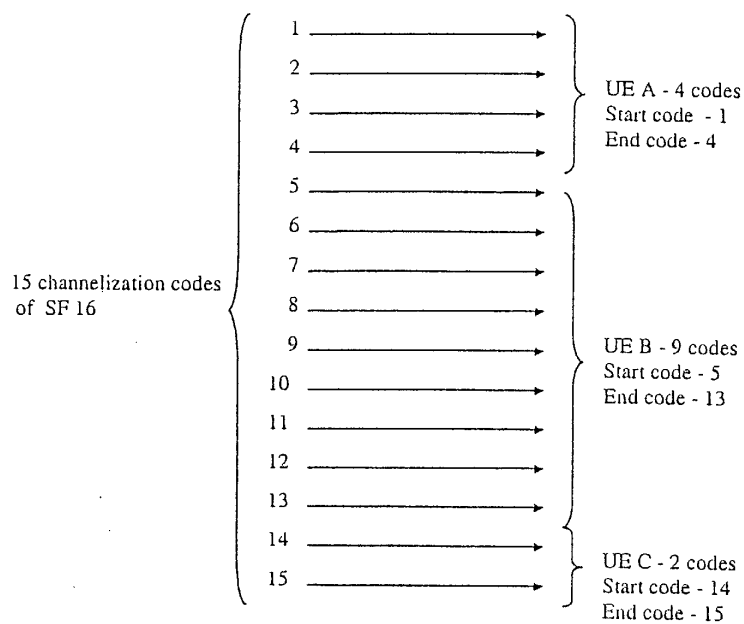 1
2
3
4
5
6
7
8
9
10
11
12
13
14
15
15 channelization codes
of SF 16
UE A - 4 codes
Start code - 1
End code - 4
UE B - 9 codes
Start code - 5
End code - 13
UE C - 2 codes
Start code - 14
End code - 15